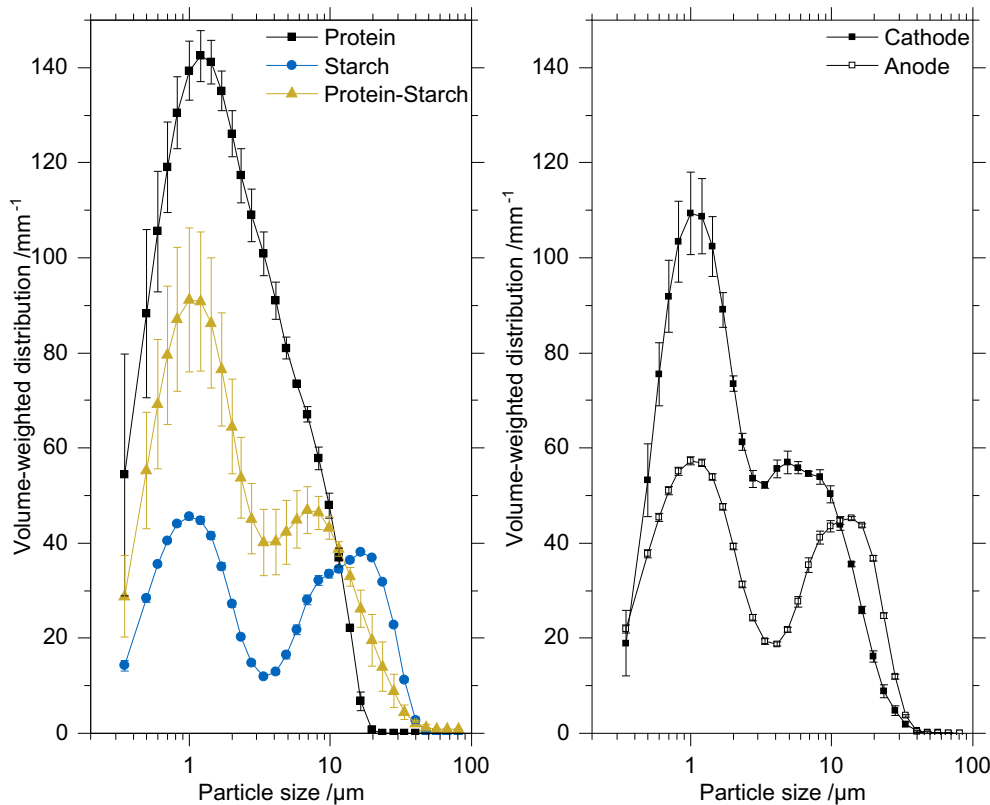 Protein
Starch
Protein-Starch
140
120
100
80
60
40
20
0
1
10
100
Volume-weighted distribution /mm⁻¹
Particle size /µm
Cathode
Anode
140
120
100
80
60
40
20
0
1
10
100
Volume-weighted distribution /mm⁻¹
Particle size /µm